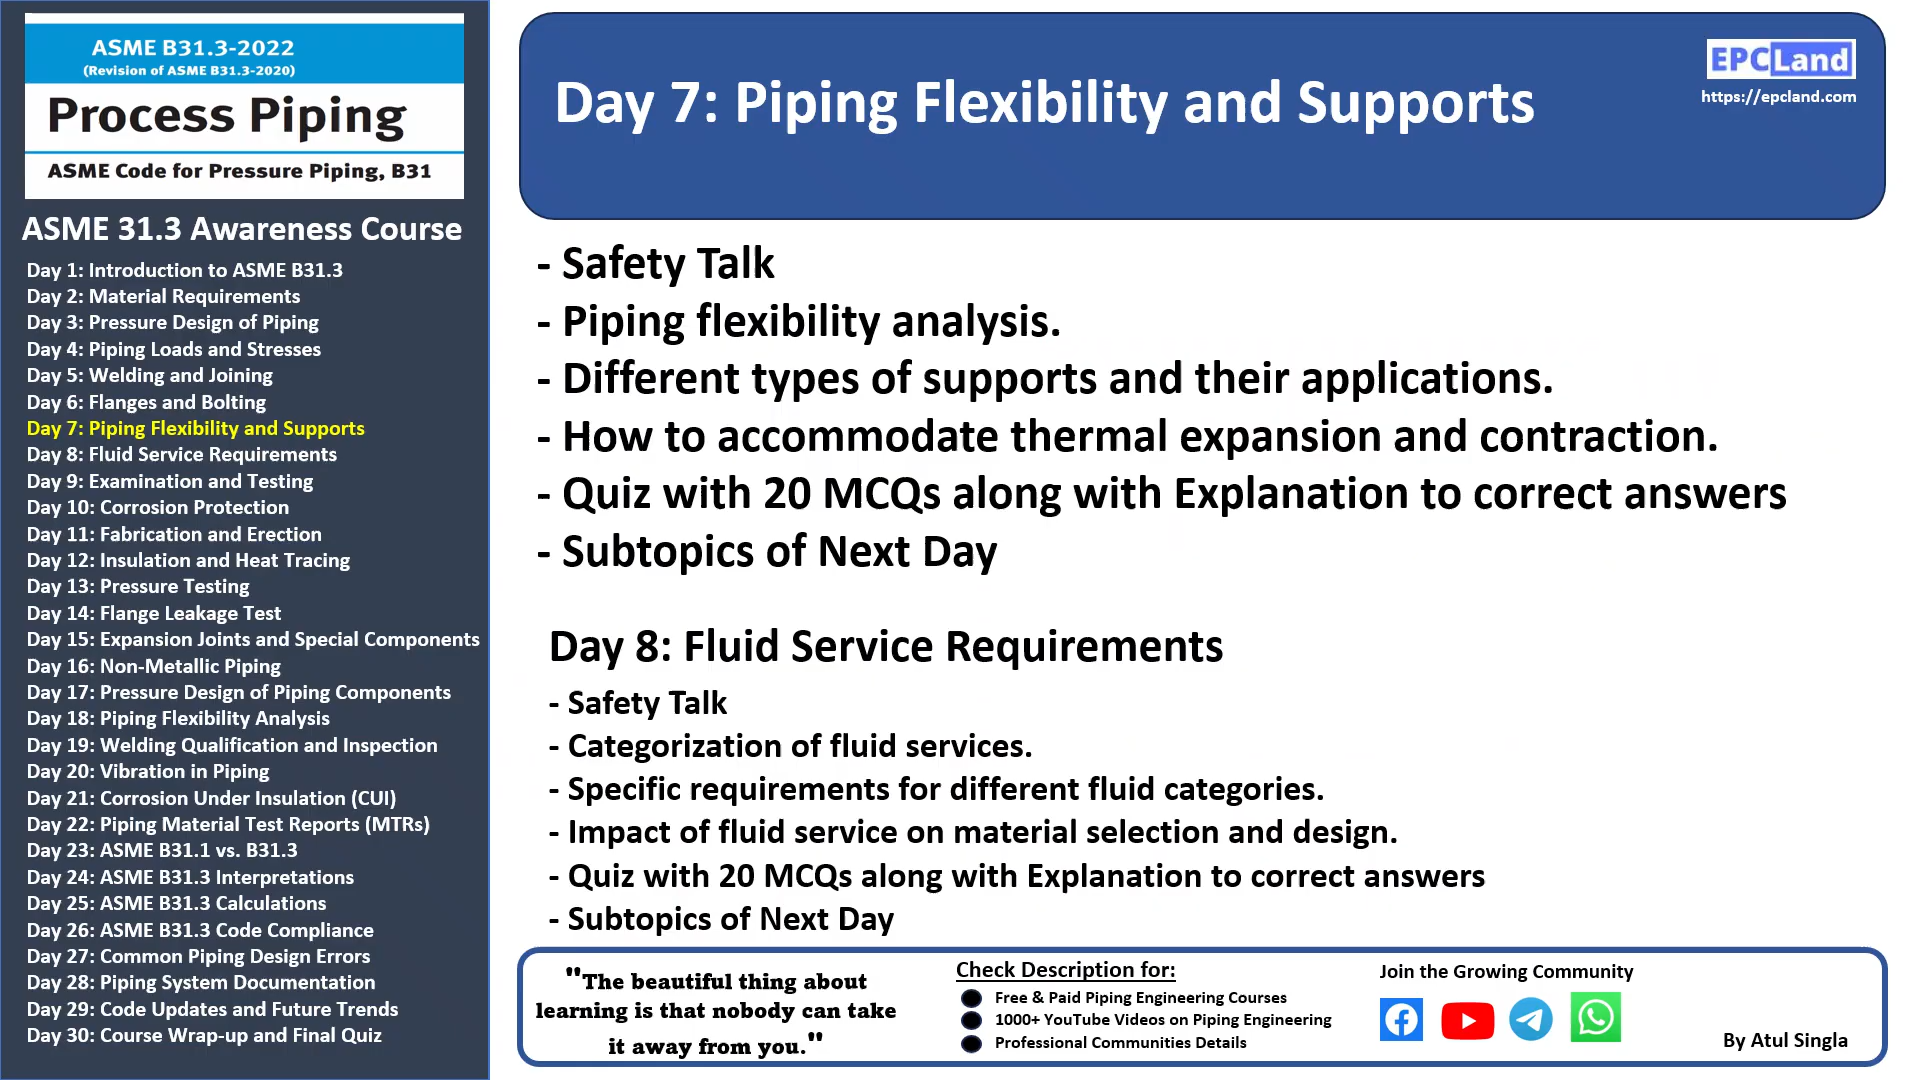 ASME B31.3-2022
(Revision of ASME B31.3-2020)
Process Piping
ASME Code for Pressure Piping, B31
ASME 31.3 Awareness Course
Day 1: Introduction to ASME B31.3
Day 2: Material Requirements
Day 3: Pressure Design of Piping
Day 4: Piping Loads and Stresses
Day 5: Welding and Joining
Day 6: Flanges and Bolting
Day 7: Piping Flexibility and Supports
Day 8: Fluid Service Requirements
Day 9: Examination and Testing
Day 10: Corrosion Protection
Day 11: Fabrication and Erection
Day 12: Insulation and Heat Tracing
Day 13: Pressure Testing
Day 14: Flange Leakage Test
Day 15: Expansion Joints and Special Components
Day 16: Non-Metallic Piping
Day 17: Pressure Design of Piping Components
Day 18: Piping Flexibility Analysis
Day 19: Welding Qualification and Inspection
Day 20: Vibration in Piping
Day 21: Corrosion Under Insulation (CUI)
Day 22: Piping Material Test Reports (MTRs)
Day 23: ASME B31.1 vs. B31.3
Day 24: ASME B31.3 Interpretations
Day 25: ASME B31.3 Calculations
Day 26: ASME B31.3 Code Compliance
Day 27: Common Piping Design Errors
Day 28: Piping System Documentation
Day 29: Code Updates and Future Trends
Day 30: Course Wrap-up and Final Quiz
Day 7: Piping Flexibility and Supports
EPCLand
https://epcland.com
- Safety Talk
- Piping flexibility analysis.
- Different types of supports and their applications.
- How to accommodate thermal expansion and contraction.
- Quiz with 20 MCQs along with Explanation to correct answers
- Subtopics of Next Day
Day 8: Fluid Service Requirements
- Safety Talk
- Categorization of fluid services.
- Specific requirements for different fluid categories.
- Impact of fluid service on material selection and design.
- Quiz with 20 MCQs along with Explanation to correct answers
- Subtopics of Next Day
"The beautiful thing about
learning is that nobody can take
it away from you."
Check Description for:
● Free & Paid Piping Engineering Courses
● 1000+ YouTube Videos on Piping Engineering
● Professional Communities Details
Join the Growing Community
By Atul Singla